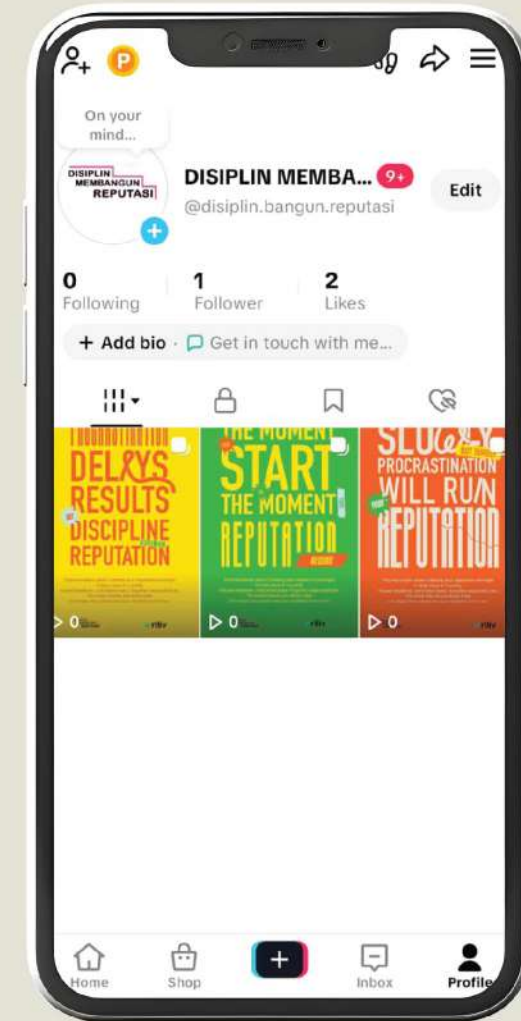 P
On your
mind...
DISIPLIN
MEMBANGUN
REPUTASI
DISIPLIN MEMBA... 9+
@disiplin.bangun.reputasi
Edit
0 1 2
Following Follower Likes
+ Add bio · Get in touch with me...
DELAYS
RESULTS
DISCIPLINE
REPUTATION
0
THE MOMENT
START
THE MOMENT
REPUTATION
0
SLOWLY
PROCRASTINATION
WILL RUIN
REPUTATION
0
Home
Shop
Inbox
Profile